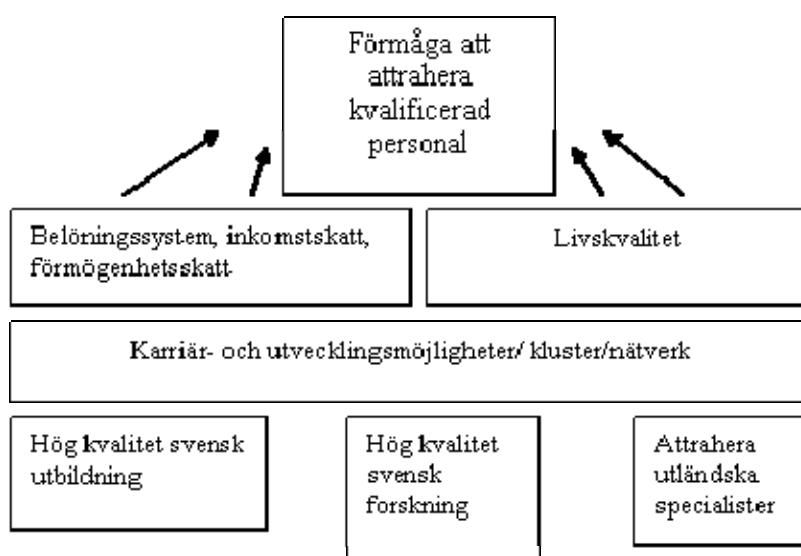 Förmåga att
attrahera
kvalificerad
personal
Belöningssystem, inkomstskatt,
förmögenhetsskatt
Livskvalitet
Karriär- och utvecklingsmöjligheter/ kluster/nätverk
Hög kvalitet svensk
utbildning
Hög kvalitet
svensk
forskning
Attrahera
utländska
specialister